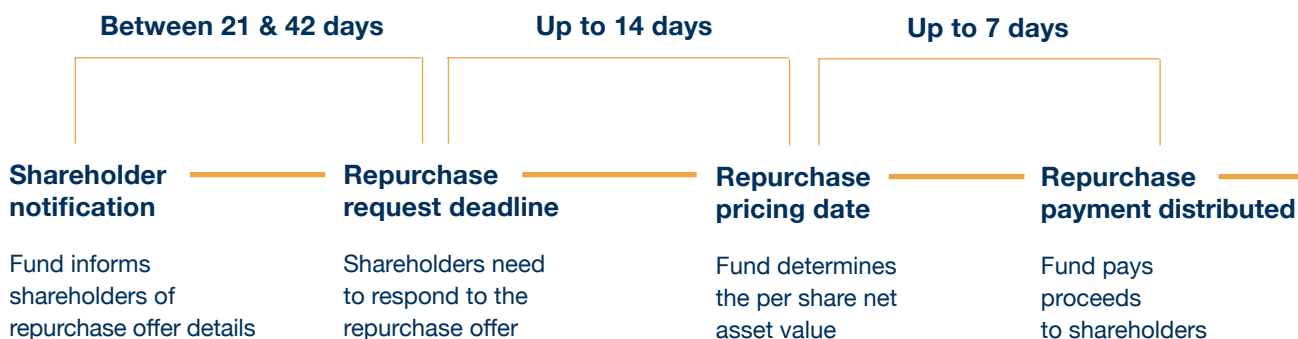 Between 21 & 42 days
Up to 14 days
Up to 7 days
Shareholder
notification
Fund informs
shareholders of
repurchase offer details
Repurchase
request deadline
Shareholders need
to respond to the
repurchase offer
Repurchase
pricing date
Fund determines
the per share net
asset value
Repurchase
payment distributed
Fund pays
proceeds
to shareholders